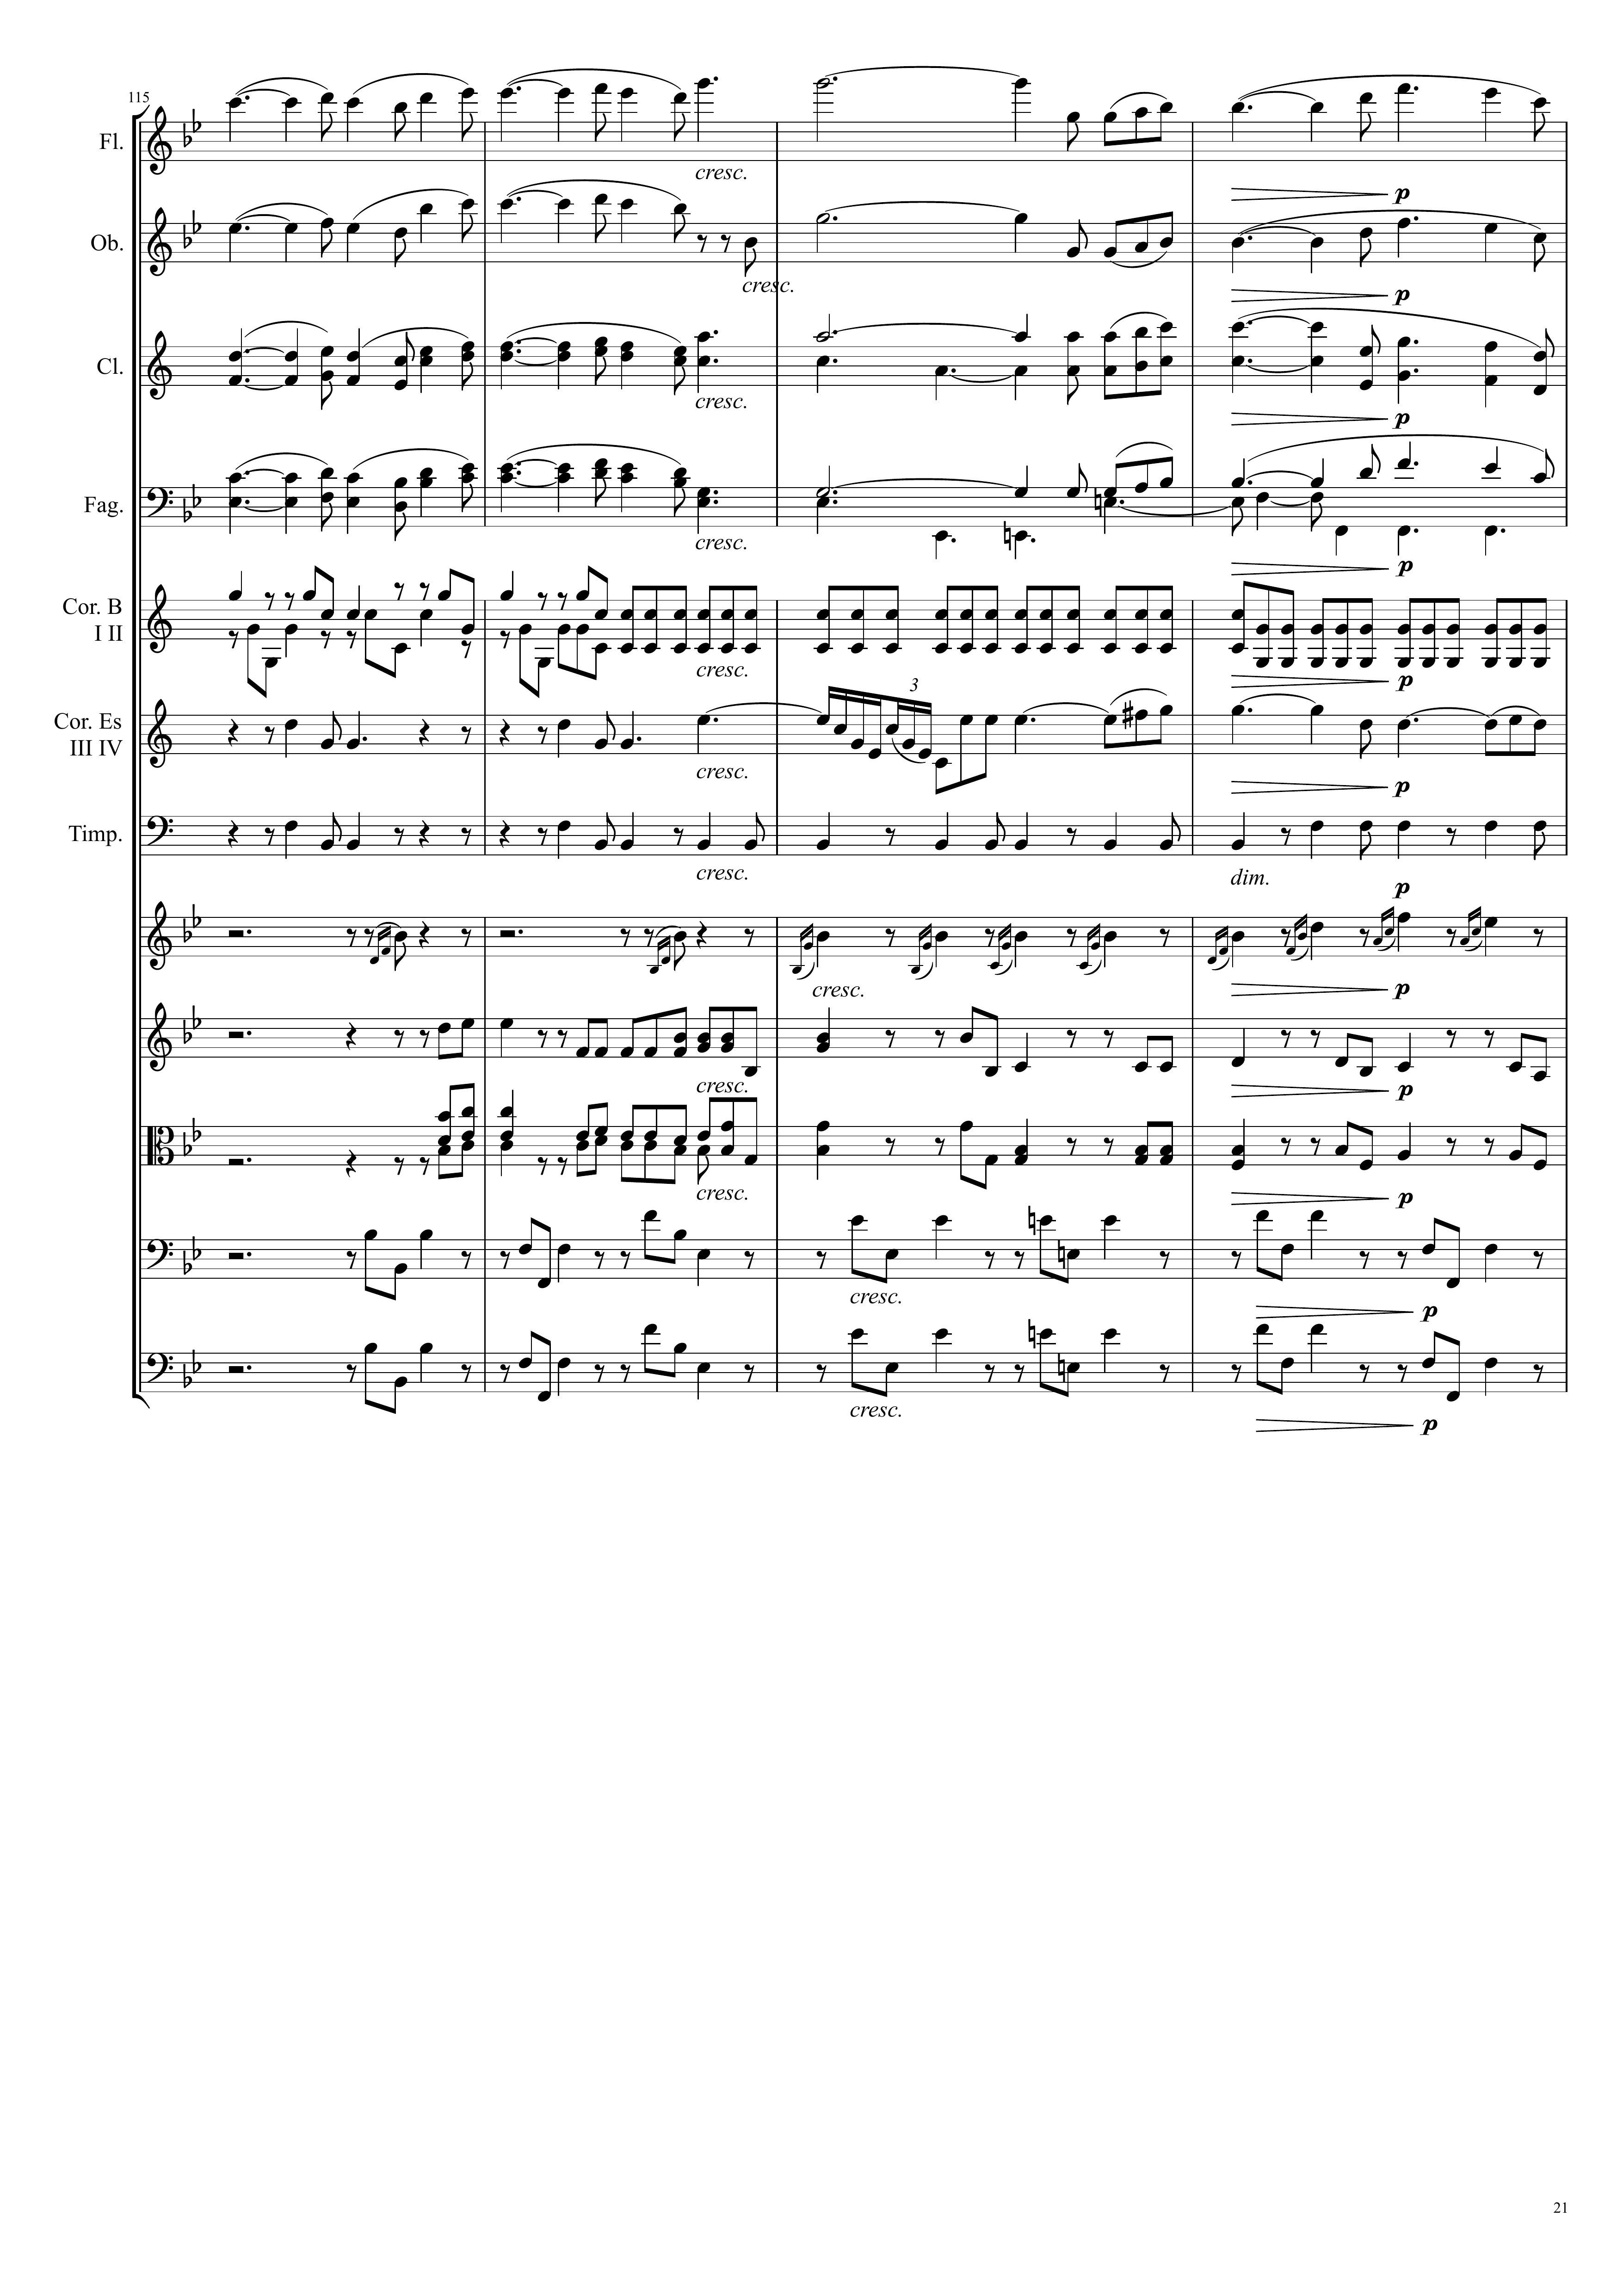 115
Fl.
cresc.
p
Ob.
cresc.
p
Cl.
cresc.
p
Fag.
cresc.
p
Cor. B
I II
cresc.
p
Cor. Es
III IV
3
cresc.
p
Timp.
cresc.
dim.
p
cresc.
p
cresc.
p
cresc.
p
cresc.
p
cresc.
p
21